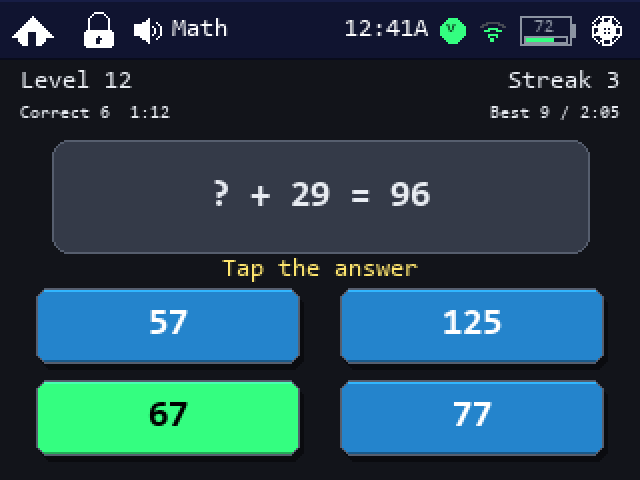 Math 12:41A 72
Level 12 Streak 3
Correct 6 1:12 Best 9 / 2:05
? + 29 = 96
Tap the answer
57 125
67 77